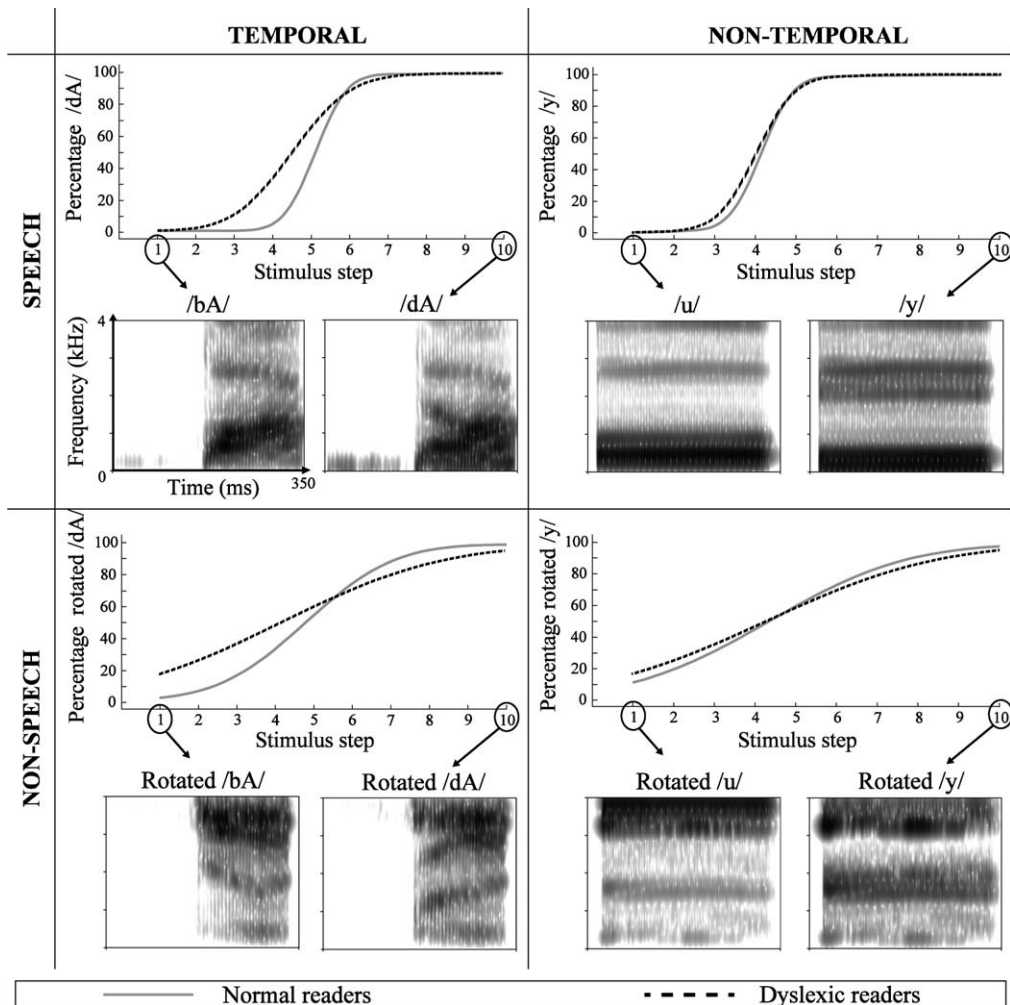 TEMPORAL
NON-TEMPORAL
SPEECH
Percentage /dA/
100
80
60
40
20
0
1 2 3 4 5 6 7 8 9 10
Stimulus step
Percentage /y/
100
80
60
40
20
0
1 2 3 4 5 6 7 8 9 10
Stimulus step
/bA/
/dA/
/u/
/y/
4
Frequency (kHz)
0
Time (ms)
350
NON-SPEECH
Percentage rotated /dA/
100
80
60
40
20
0
1 2 3 4 5 6 7 8 9 10
Stimulus step
Percentage rotated /y/
100
80
60
40
20
0
1 2 3 4 5 6 7 8 9 10
Stimulus step
Rotated /bA/
Rotated /dA/
Rotated /u/
Rotated /y/
Normal readers
Dyslexic readers